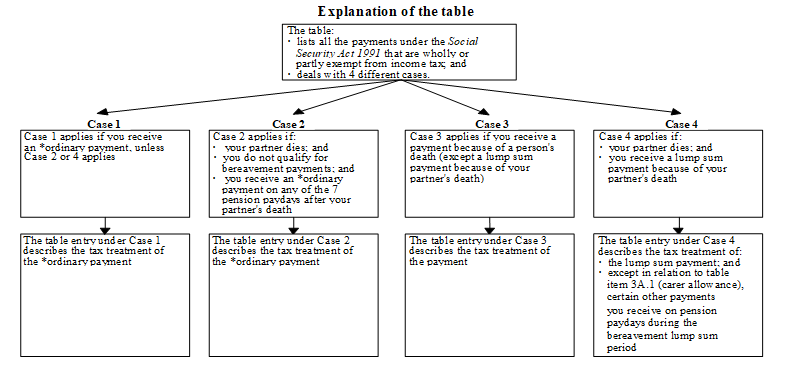 Explanation of the table
The table:
· lists all the payments under the Social
Security Act 1991 that are wholly or
partly exempt from income tax; and
· deals with 4 different cases.
Case 1
Case 1 applies if you receive
an *ordinary payment, unless
Case 2 or 4 applies
Case 2
Case 2 applies if:
· your partner dies; and
· you do not qualify for
bereavement payments; and
· you receive an *ordinary
payment on any of the 7
pension paydays after your
partner's death
Case 3
Case 3 applies if you receive a
payment because of a person's
death (except a lump sum
payment because of your
partner's death)
Case 4
Case 4 applies if:
· your partner dies; and
· you receive a lump sum
payment because of your
partner's death
The table entry under Case 1
describes the tax treatment of
the *ordinary payment
The table entry under Case 2
describes the tax treatment of
the *ordinary payment
The table entry under Case 3
describes the tax treatment of
the payment
The table entry under Case 4
describes the tax treatment of:
· the lump sum payment; and
· except in relation to table
item 3A.1 (carer allowance),
certain other payments
you receive on pension
paydays during the
bereavement lump sum
period